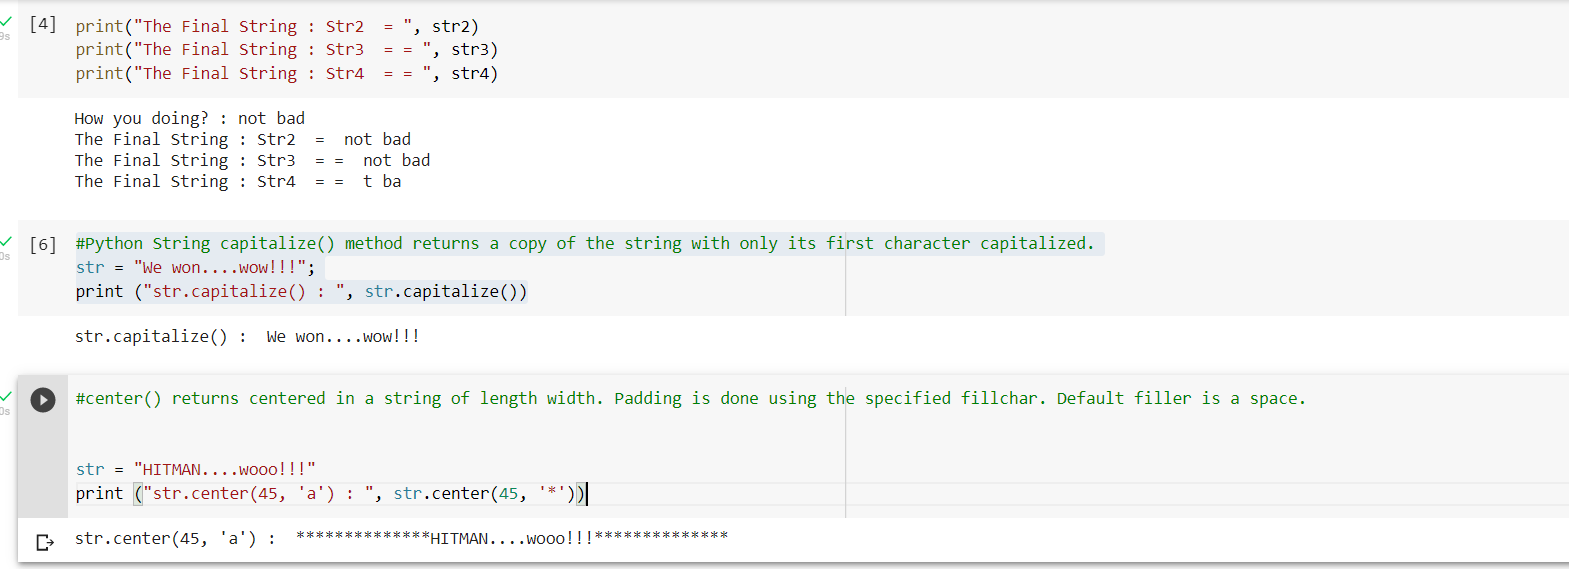 [4] print("The Final String : Str2  = ", str2)
print("The Final String : Str3  = = ", str3)
print("The Final String : Str4  = = ", str4)
How you doing? : not bad
The Final String : Str2  =  not bad
The Final String : Str3  = =  not bad
The Final String : Str4  = =  t ba
[6] #Python String capitalize() method returns a copy of the string with only its first character capitalized.
0s str = "We won....wow!!!";
print ("str.capitalize() : ", str.capitalize())
str.capitalize() :  We won....wow!!!
#center() returns centered in a string of length width. Padding is done using the specified fillchar. Default filler is a space.
0s
str = "HITMAN....wooo!!!"
print ("str.center(45, 'a') : ", str.center(45, '*'))
str.center(45, 'a') :  **************HITMAN....wooo!!!**************